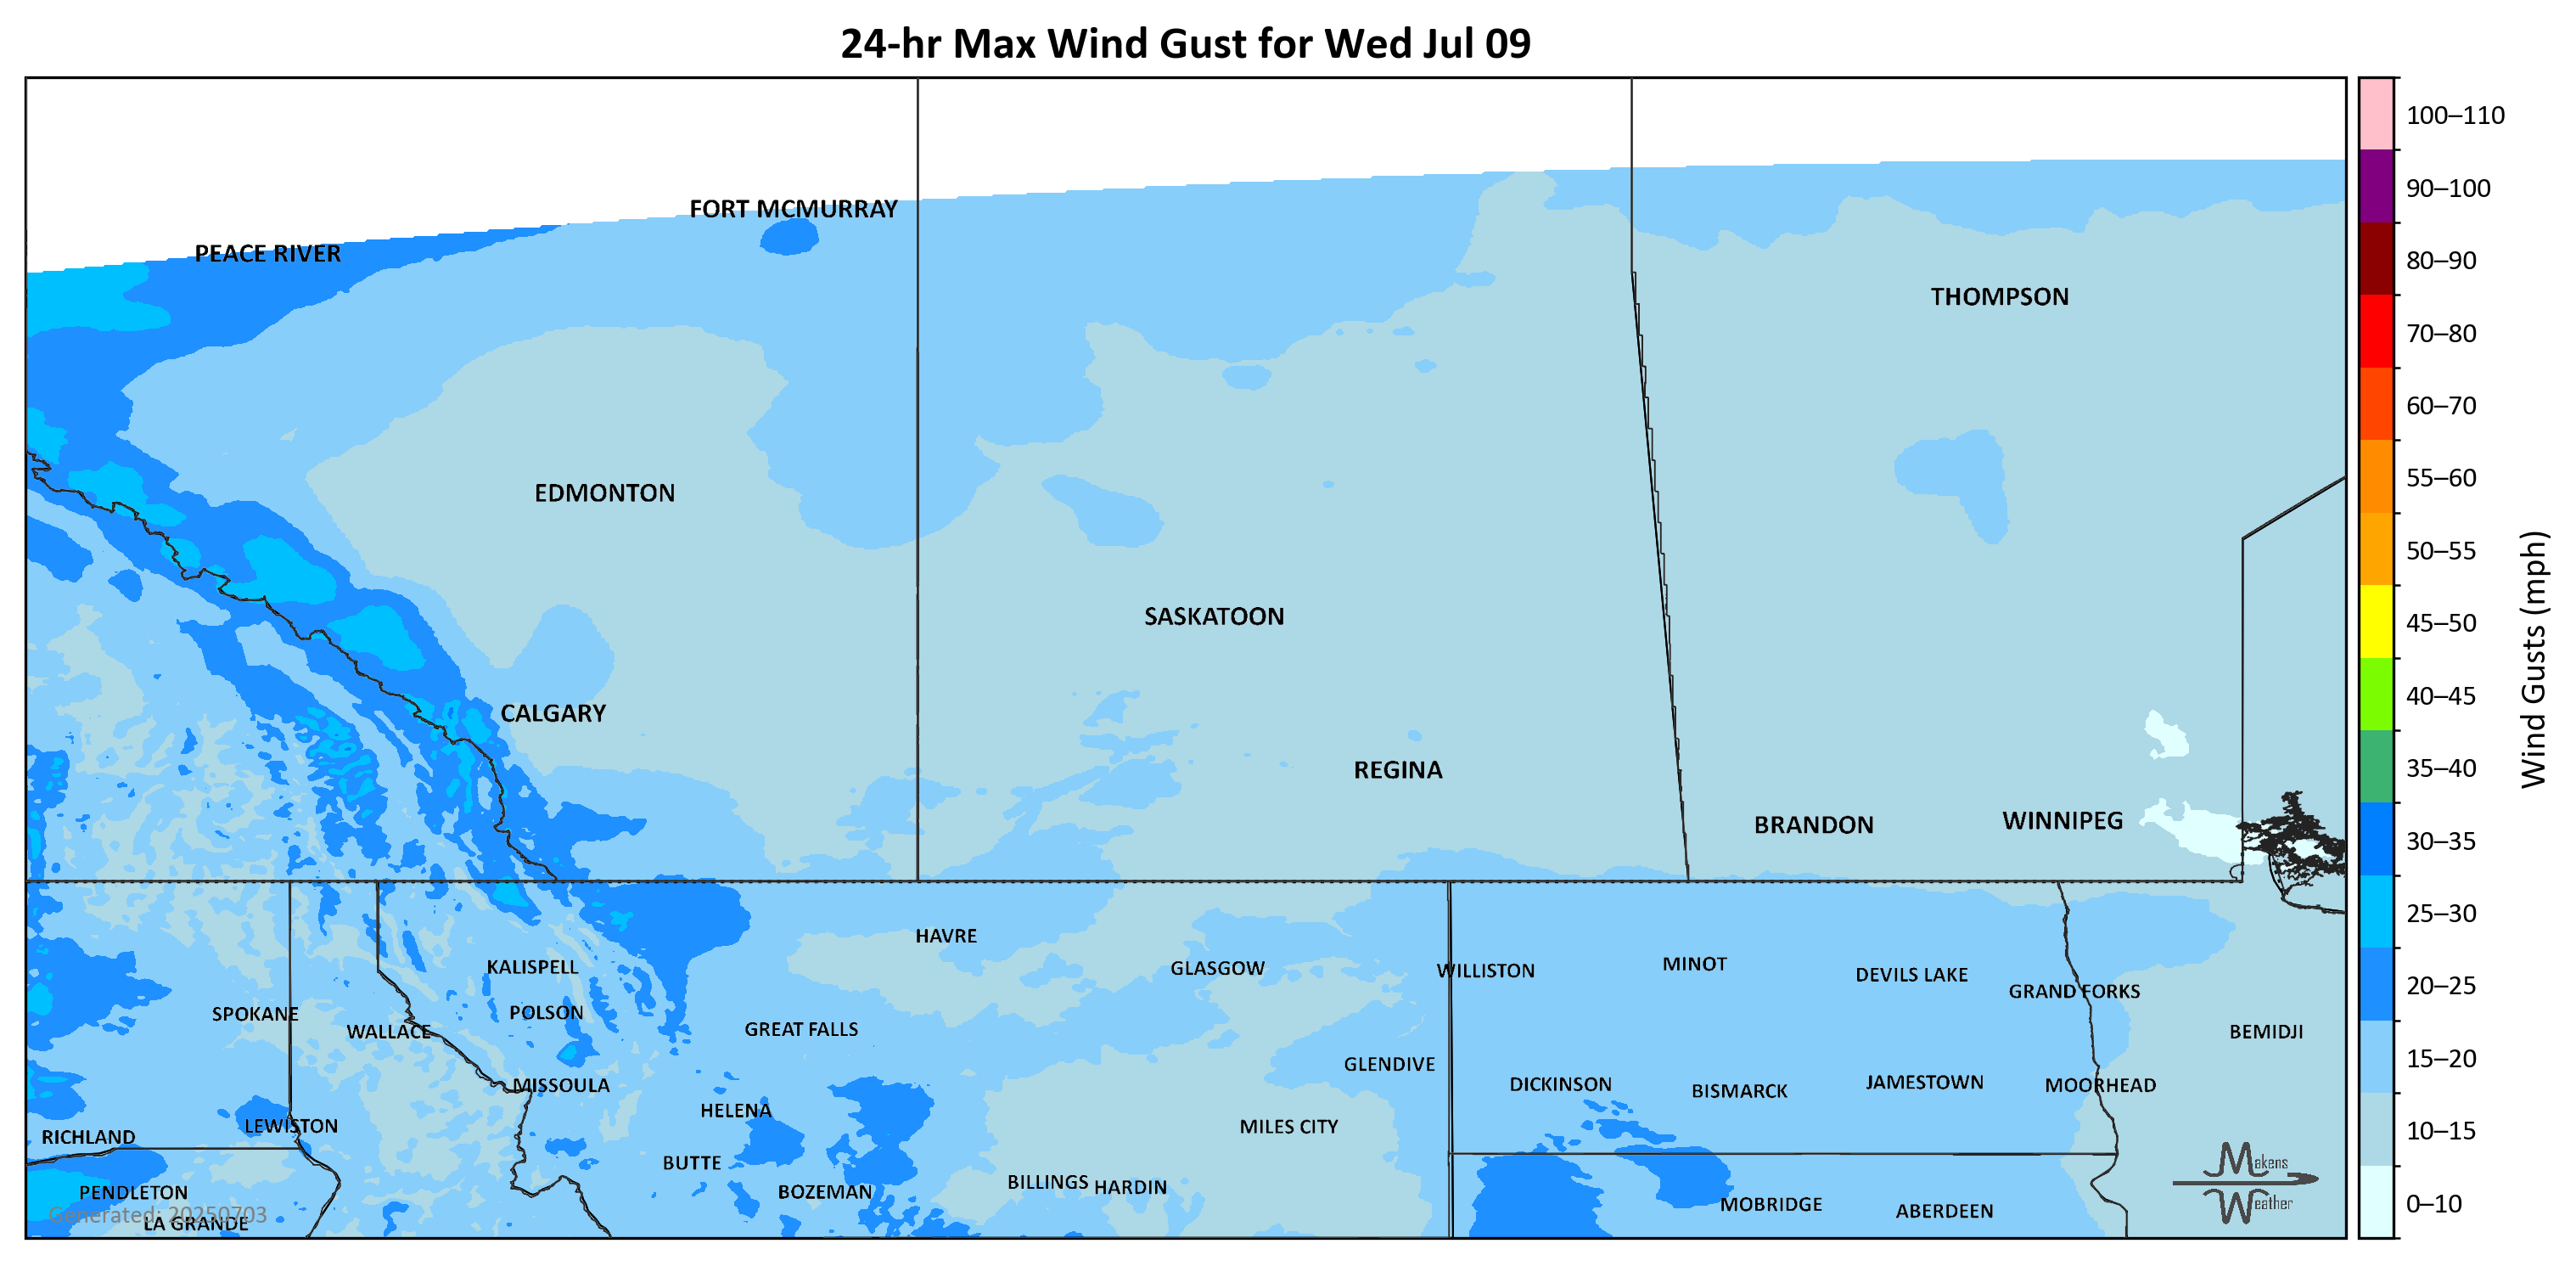 24-hr Max Wind Gust for Wed Jul 09
100–110
FORT MCMURRAY
90–100
PEACE RIVER
80–90
THOMPSON
70–80
60–70
55–60
EDMONTON
50–55
SASKATOON
45–50
Wind Gusts (mph)
CALGARY
40–45
REGINA
35–40
BRANDON
WINNIPEG
30–35
25–30
HAVRE
KALISPELL
GLASGOW
WILLISTON
MINOT
DEVILS LAKE
20–25
GRAND FORKS
SPOKANE
POLSON
WALLACE
GREAT FALLS
BEMIDJI
15–20
GLENDIVE
MISSOULA
DICKINSON
BISMARCK
JAMESTOWN
MOORHEAD
HELENA
LEWISTON
MILES CITY
10–15
RICHLAND
BUTTE
Makens
Weather
PENDLETON
BOZEMAN
BILLINGS
HARDIN
MOBRIDGE
ABERDEEN
0–10
Generated: 20250703
LA GRANDE